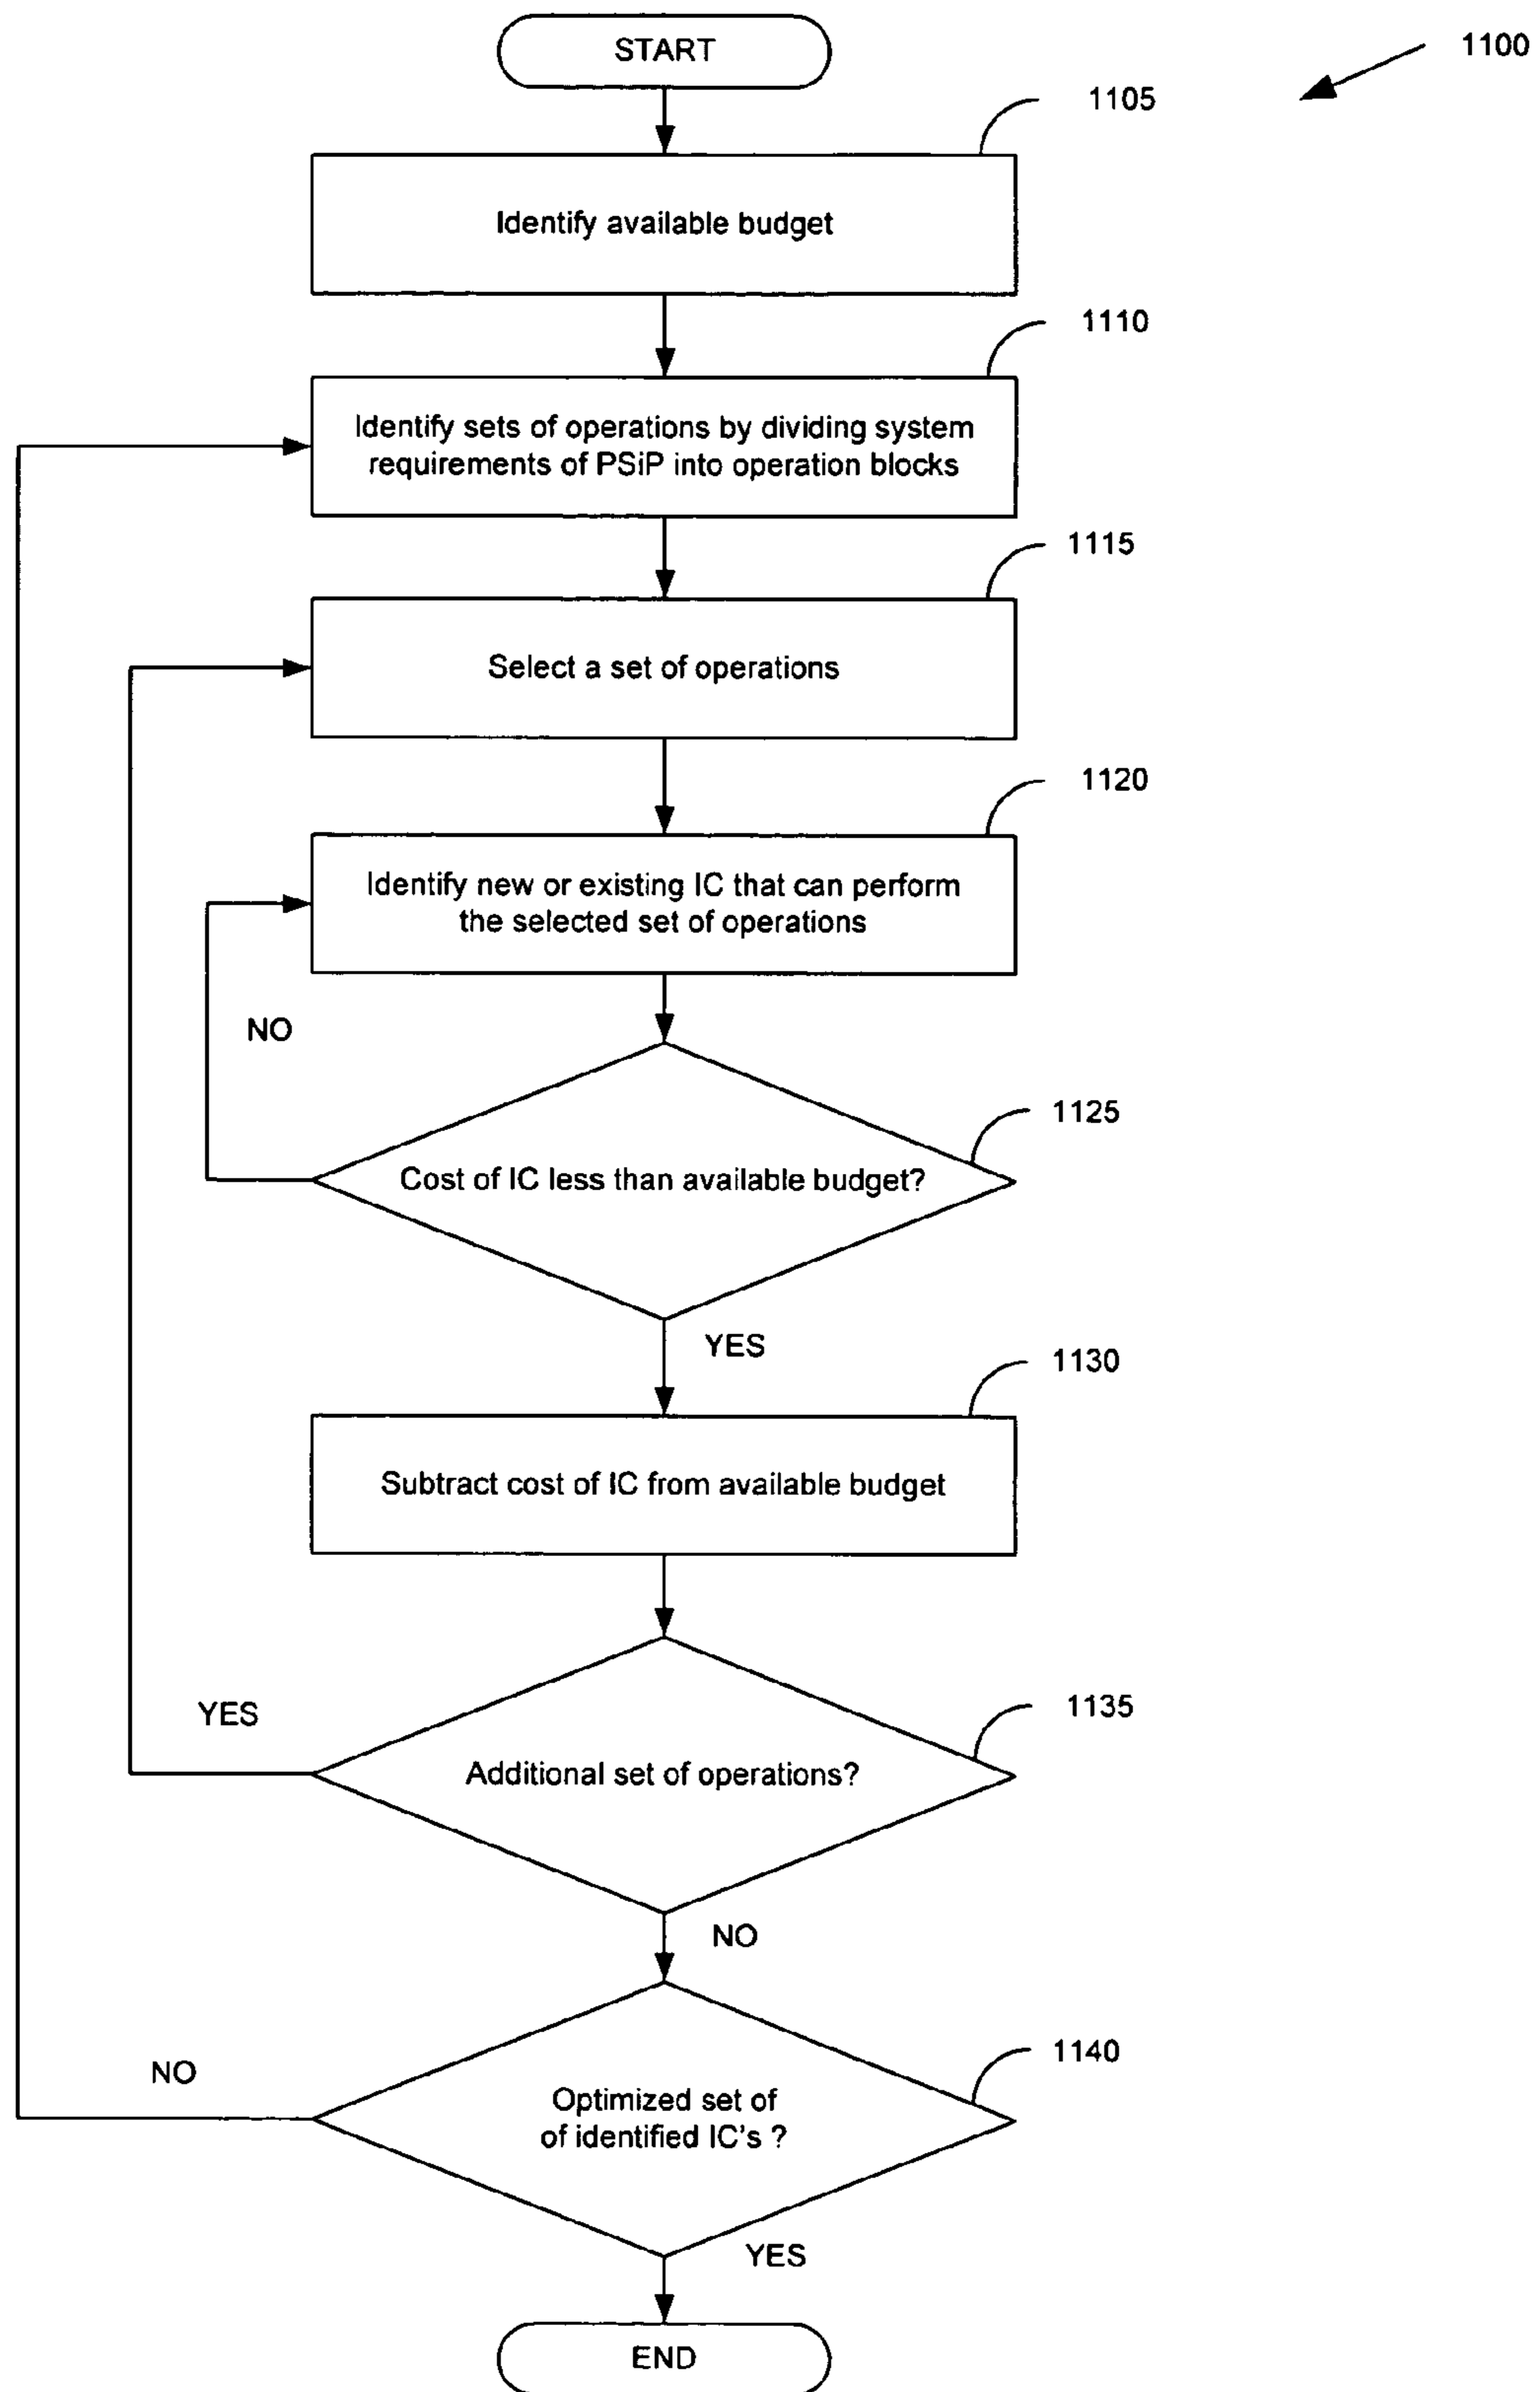 START
1100
1105
Identify available budget
1110
Identify sets of operations by dividing system
requirements of PSiP into operation blocks
1115
Select a set of operations
1120
Identify new or existing IC that can perform
the selected set of operations
NO
1125
Cost of IC less than available budget?
YES
1130
Subtract cost of IC from available budget
YES
1135
Additional set of operations?
NO
1140
NO
Optimized set of
of identified IC's ?
YES
END